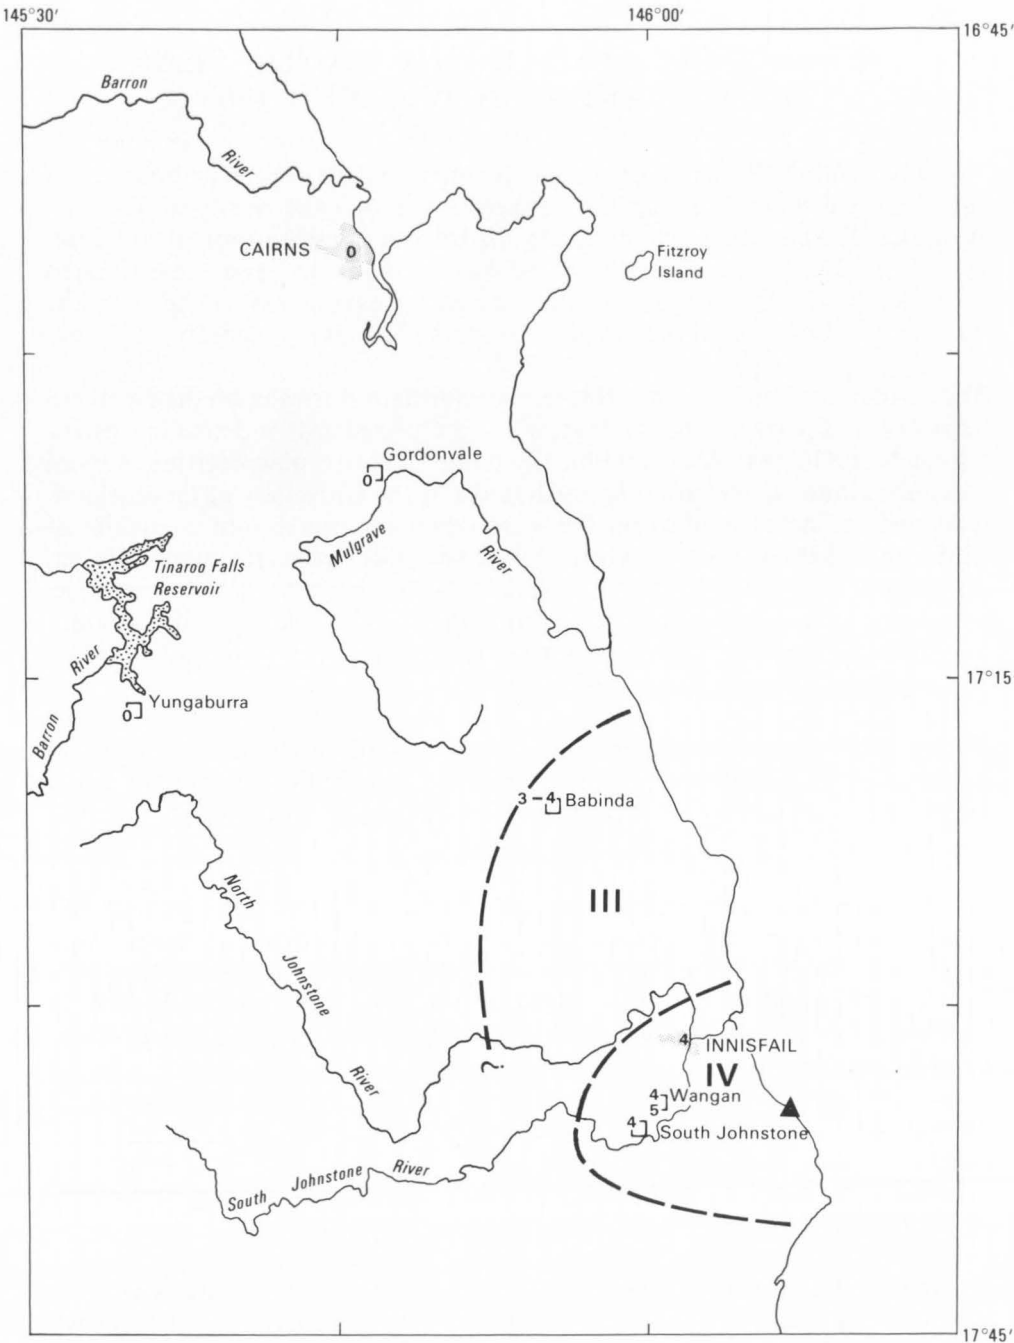 145°30'
146°00'
16°45'
Barron
River
CAIRNS
0
Fitzroy
Island
Gordonvale
0
Mulgrave
River
Tinaroo Falls
Reservoir
River
Barron
17°15'
Yungaburra
0
3–4
Babinda
III
North
Johnstone
River
?
4
INNISFAIL
IV
4
5
Wangan
4
South Johnstone
South
Johnstone
River
17°45'